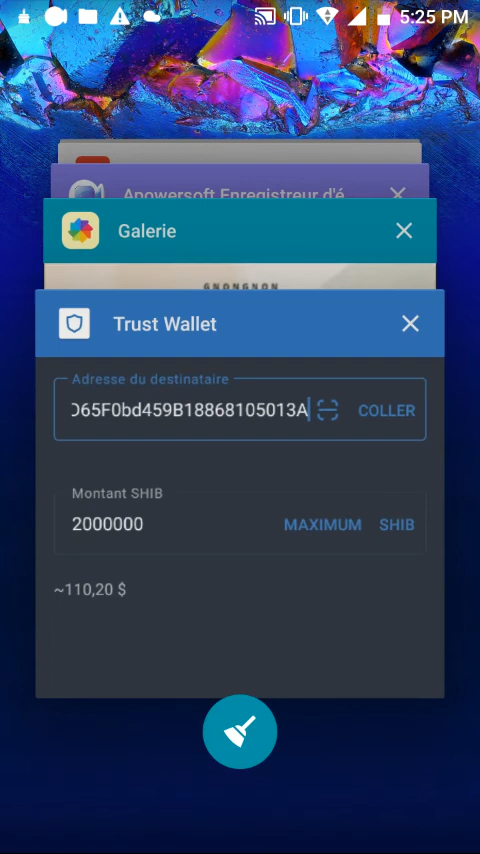 5:25 PM
Apowersoft Enregistreur d'é
Galerie
GNONGNON
Trust Wallet
Adresse du destinataire
065F0bd459B18868105013A
COLLER
Montant SHIB
2000000
MAXIMUM SHIB
~110,20 $